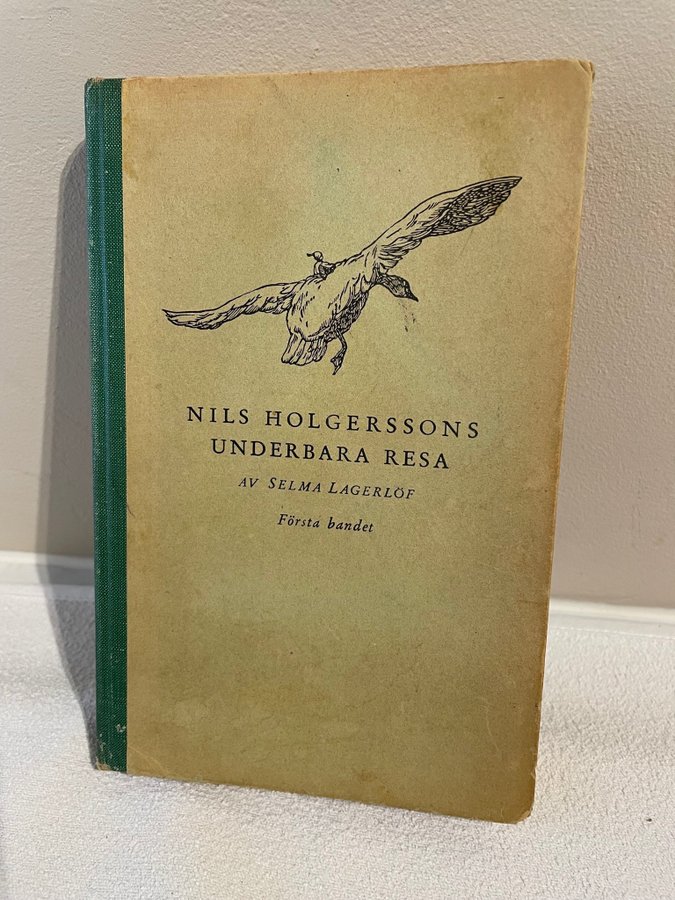 NILS HOLGERSSONS
UNDERBARA RESA
AV SELMA LAGERLÖF
Första bandet